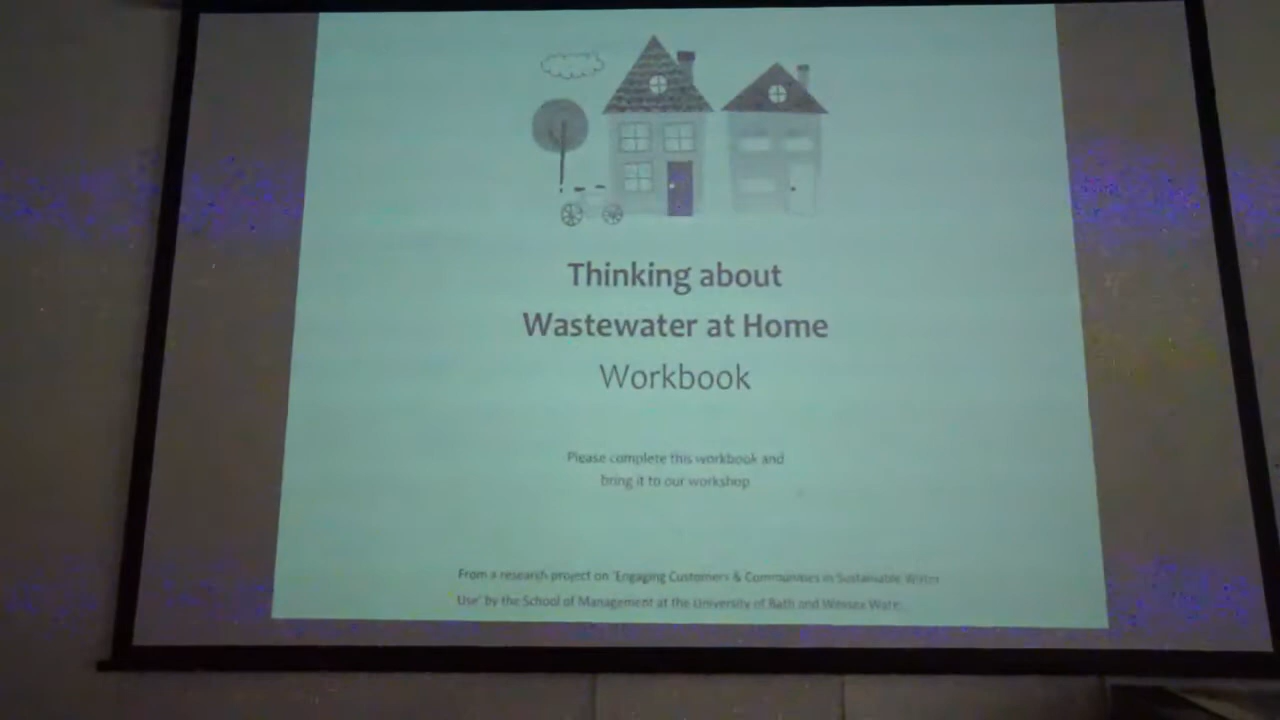 Thinking about
Wastewater at Home
Workbook
Please complete this workbook and
bring it to our workshop
From a research project on 'Engaging Customers & Communities in Sustainable Water
Use' by the School of Management at the University of Bath and Wessex Water.